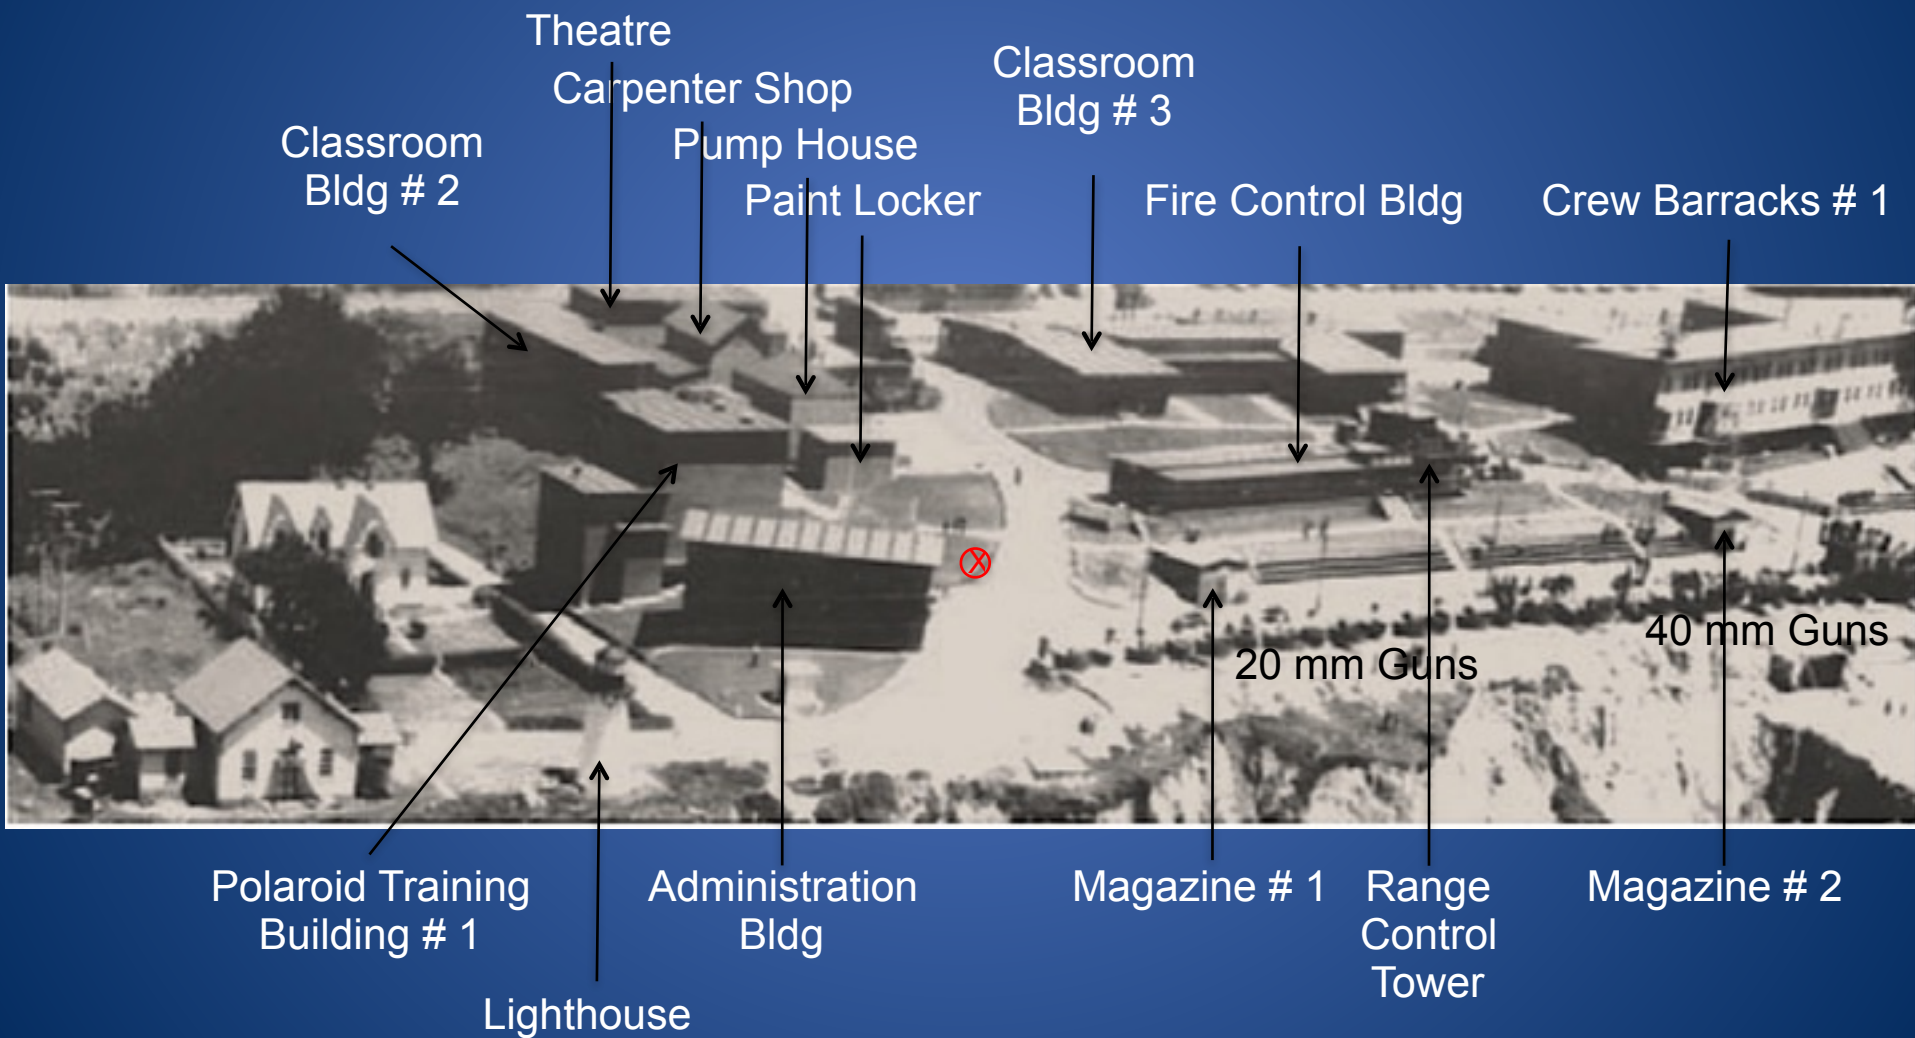 Theatre
Carpenter Shop
Pump House
Paint Locker
Classroom
Bldg # 2
Classroom
Bldg # 3
Fire Control Bldg
Crew Barracks # 1
X
40 mm Guns
20 mm Guns
Polaroid Training
Building # 1
Lighthouse
Administration
Bldg
Magazine # 1
Range
Control
Tower
Magazine # 2